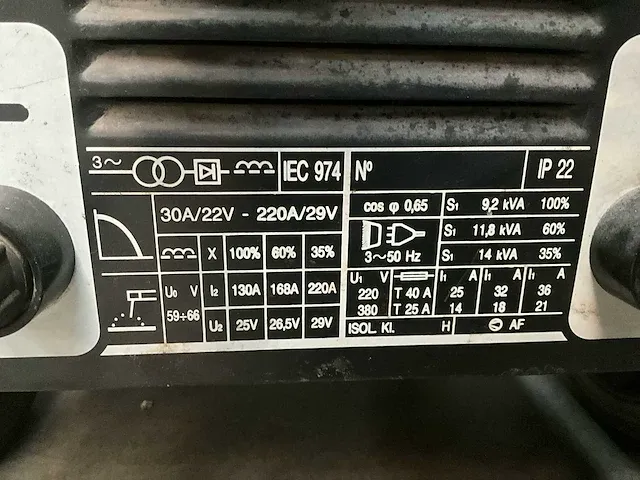 3~ IEC 974 Nº IP 22
30A/22V - 220A/29V
X 100% 60% 35%
U₀ V I₂ 130A 168A 220A
59÷66 U₂ 25V 26,5V 29V
cos φ 0,65 S₁ 9,2 kVA 100%
S₁ 11,8 kVA 60%
3~50 Hz S₁ 14 kVA 35%
U₁ V I₁ A I₁ A I₁ A
220 T 40 A 25 32 36
380 T 25 A 14 18 21
ISOL. Kl. H AF